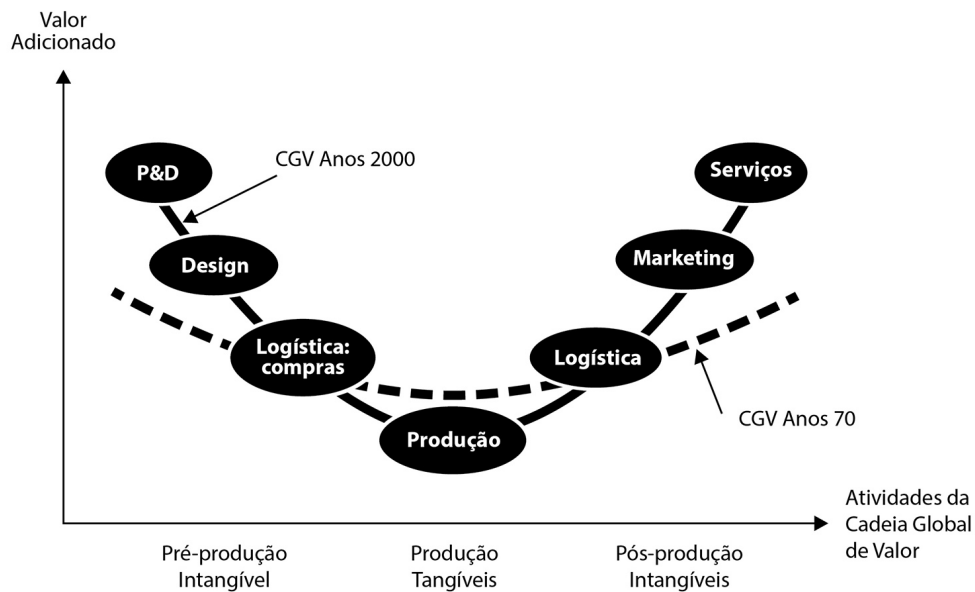 Valor
Adicionado
P&D
CGV Anos 2000
Serviços
Design
Marketing
Logística:
compras
Logística
CGV Anos 70
Produção
Atividades da
Cadeia Global
de Valor
Pré-produção
Intangível
Produção
Tangíveis
Pós-produção
Intangíveis